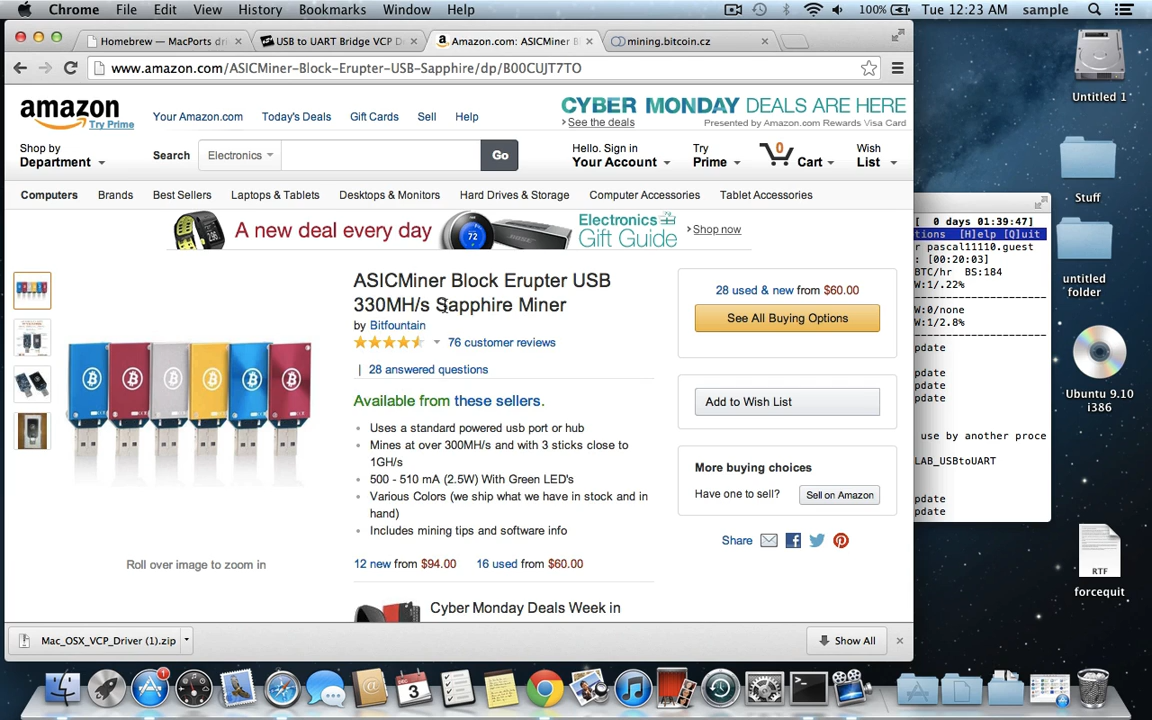 Chrome File Edit View History Bookmarks Window Help 100% Tue 12:23 AM sample
Homebrew — MacPorts dri USB to UART Bridge VCP D Amazon.com: ASICMiner B mining.bitcoin.cz
www.amazon.com/ASICMiner-Block-Erupter-USB-Sapphire/dp/B00CUJT7TO
amazon
Try Prime
Your Amazon.com Today's Deals Gift Cards Sell Help
CYBER MONDAY DEALS ARE HERE
> See the deals Presented by Amazon.com Rewards Visa Card
Shop by
Department
Search Electronics Go
Hello. Sign in
Your Account
Try
Prime
0
Cart
Wish
List
Computers Brands Best Sellers Laptops & Tablets Desktops & Monitors Hard Drives & Storage Computer Accessories Tablet Accessories
A new deal every day
72
Electronics
Gift Guide
> Shop now
ASICMiner Block Erupter USB
330MH/s Sapphire Miner
by Bitfountain
76 customer reviews
| 28 answered questions
Available from these sellers.
• Uses a standard powered usb port or hub
• Mines at over 300MH/s and with 3 sticks close to
1GH/s
• 500 - 510 mA (2.5W) With Green LED's
• Various Colors (we ship what we have in stock and in
hand)
• Includes mining tips and software info
12 new from $94.00 16 used from $60.00
Cyber Monday Deals Week in
Roll over image to zoom in
28 used & new from $60.00
See All Buying Options
Add to Wish List
More buying choices
Have one to sell? Sell on Amazon
Share
Mac_OSX_VCP_Driver (1).zip
Show All
[ 0 days 01:39:47]
tions [H]elp [Q]uit
r pascal11110.guest
: [00:20:03]
BTC/hr BS:184
W:1/.22%
W:0/none
W:1/2.8%
pdate
pdate
pdate
pdate
use by another proce
LAB_USBtoUART
pdate
pdate
Untitled 1
Stuff
untitled
folder
Ubuntu 9.10
i386
RTF
forcequit
1
DEC
3